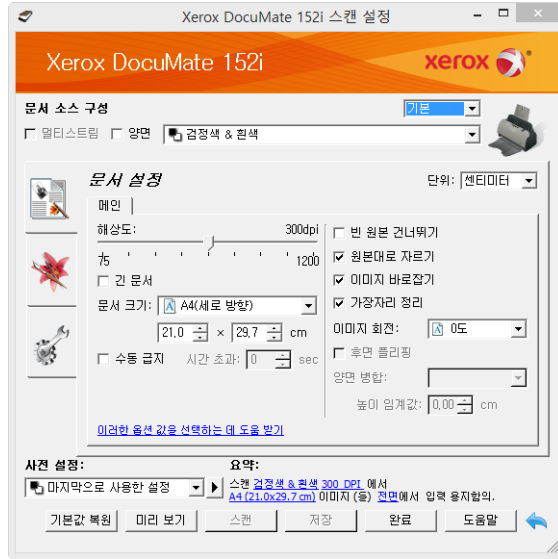 Xerox DocuMate 152i 스캔 설정
Xerox DocuMate 152i
xerox
문서 소스 구성
기본
멀티스트림 양면 검정색 & 흰색
문서 설정
단위: 센티미터
메인
해상도: 300dpi
75 1200
긴 문서
문서 크기: A4(세로 방향)
21,0 × 29,7 cm
수동 급지 시간 초과: 0 sec
이러한 옵션 값을 선택하는 데 도움 받기
빈 원본 건너뛰기
원본대로 자르기
이미지 바로잡기
가장자리 정리
이미지 회전: 0도
후면 플리핑
양면 병합:
높이 임계값: 0,00 cm
사전 설정:
마지막으로 사용한 설정
요약:
스캔 검정색 & 흰색 300 DPI 에서
A4 (21.0x29.7 cm) 이미지 (등) 전면에서 입력 용지함의.
기본값 복원 미리 보기 스캔 저장 완료 도움말